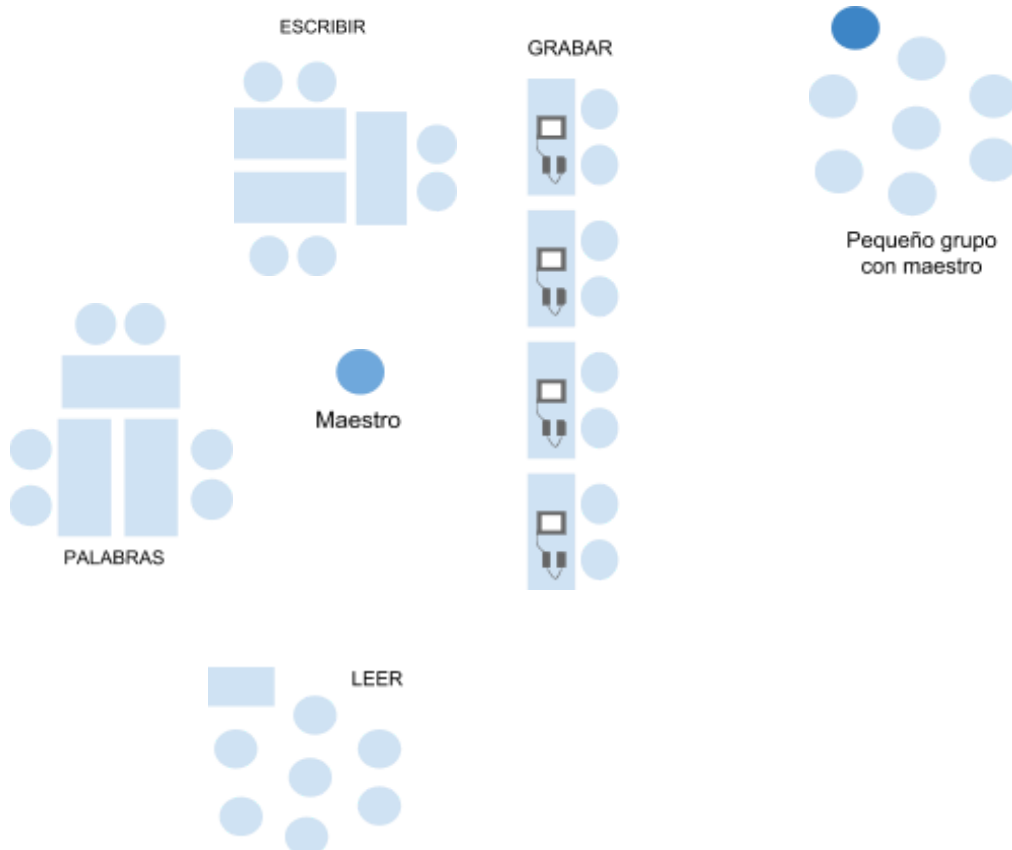 ESCRIBIR
GRABAR
Pequeño grupo
con maestro
Maestro
PALABRAS
LEER